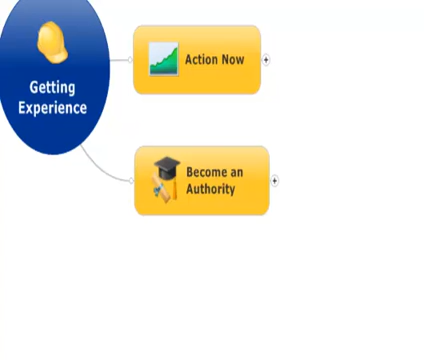 Getting
Experience
Action Now
Become an
Authority